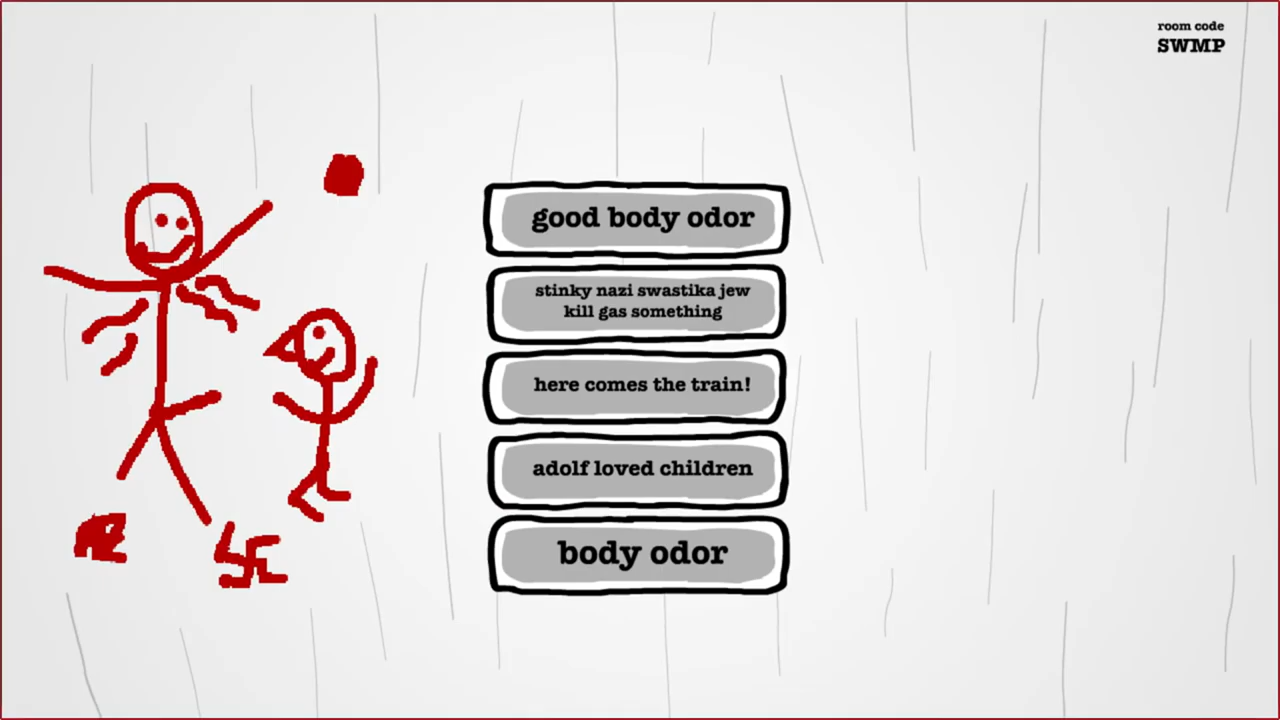 room code
SWMP
good body odor
stinky nazi swastika jew
kill gas something
here comes the train!
adolf loved children
body odor